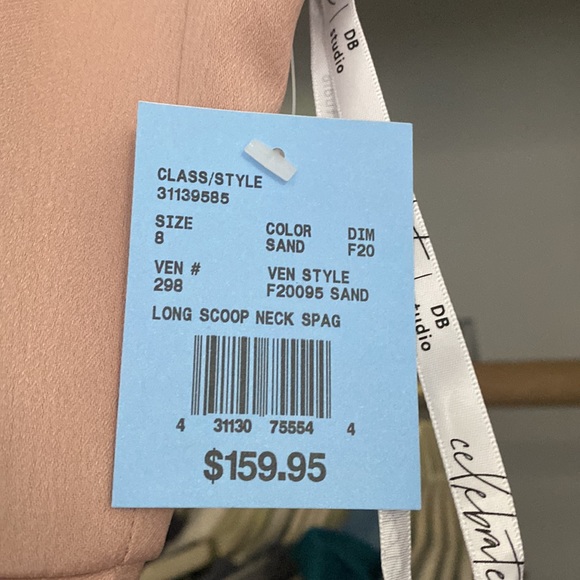 DB
studio
CLASS/STYLE
31139585
SIZE COLOR DIM
8 SAND F20
VEN # VEN STYLE
298 F20095 SAND
LONG SCOOP NECK SPAG
4 31130 75554 4
$159.95
DB
studio
celebrate